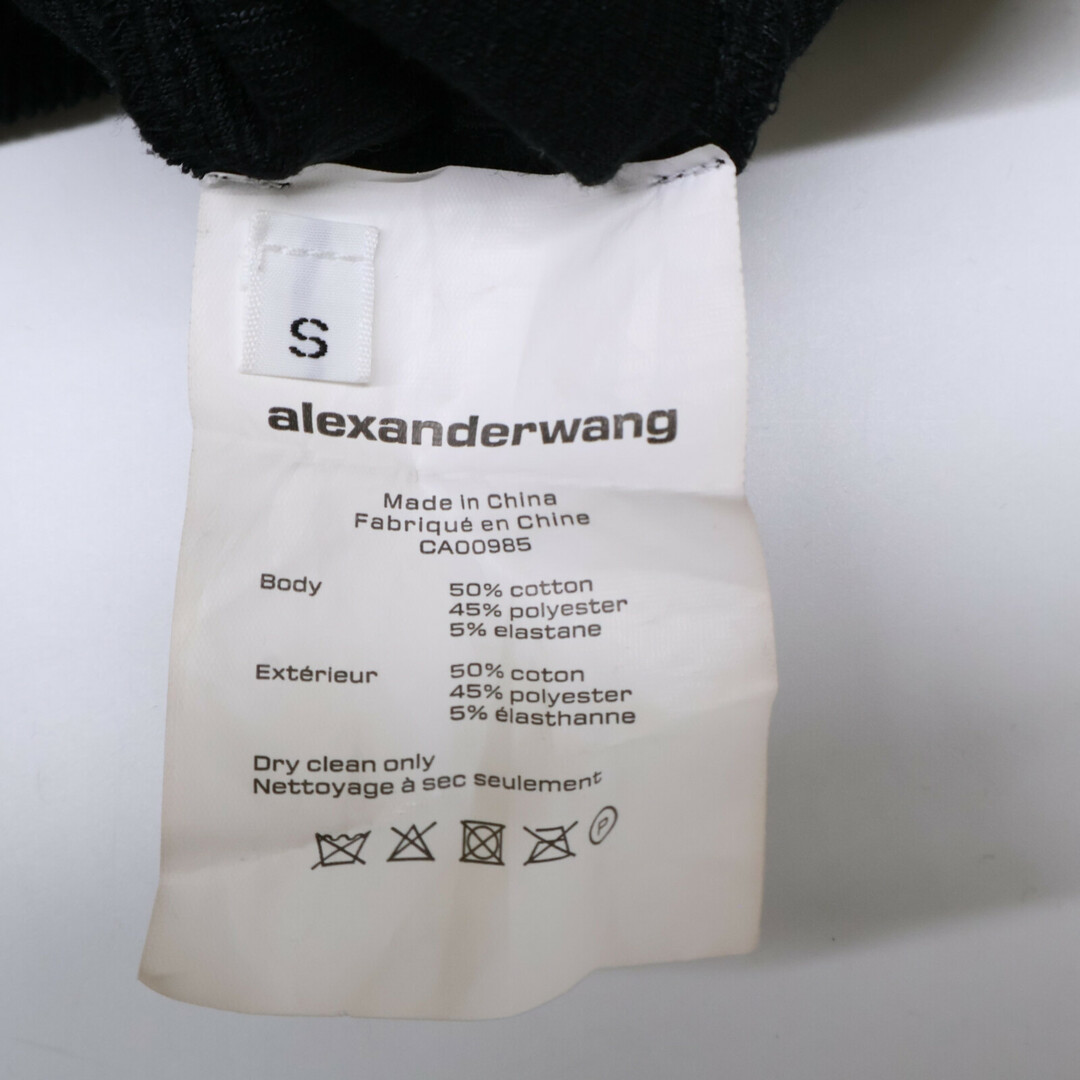 S
alexanderwang
Made in China
Fabriqué en Chine
CA00985
Body 50% cotton
45% polyester
5% elastane
Extérieur 50% coton
45% polyester
5% élasthanne
Dry clean only
Nettoyage à sec seulement
P